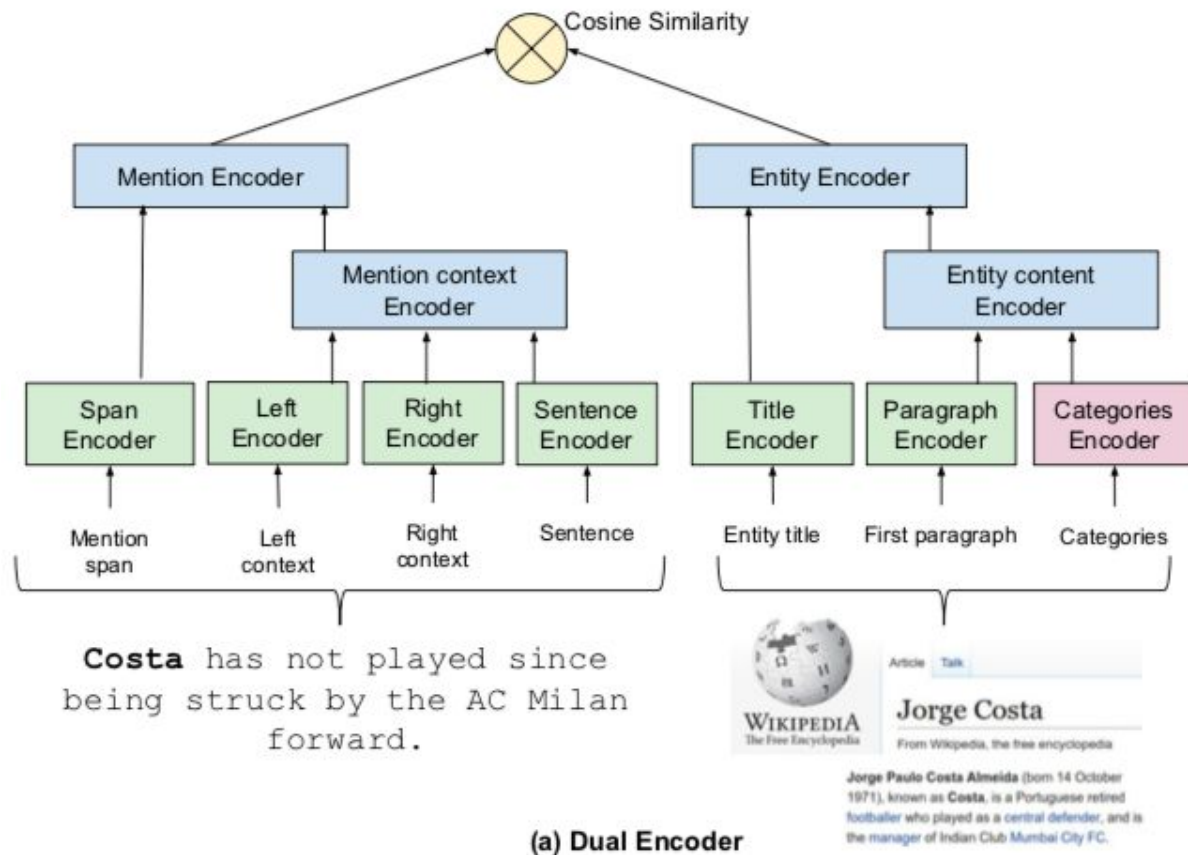 Cosine Similarity
Mention Encoder
Entity Encoder
Mention context
Encoder
Entity content
Encoder
Span
Encoder
Left
Encoder
Right
Encoder
Sentence
Encoder
Title
Encoder
Paragraph
Encoder
Categories
Encoder
Mention
span
Left
context
Right
context
Sentence
Entity title
First paragraph
Categories
Costa has not played since
being struck by the AC Milan
forward.
WIKIPEDIA
The Free Encyclopedia
Article Talk
Jorge Costa
From Wikipedia, the free encyclopedia
Jorge Paulo Costa Almeida (born 14 October
1971), known as Costa, is a Portuguese retired
footballer who played as a central defender, and is
the manager of Indian Club Mumbai City FC.
(a) Dual Encoder